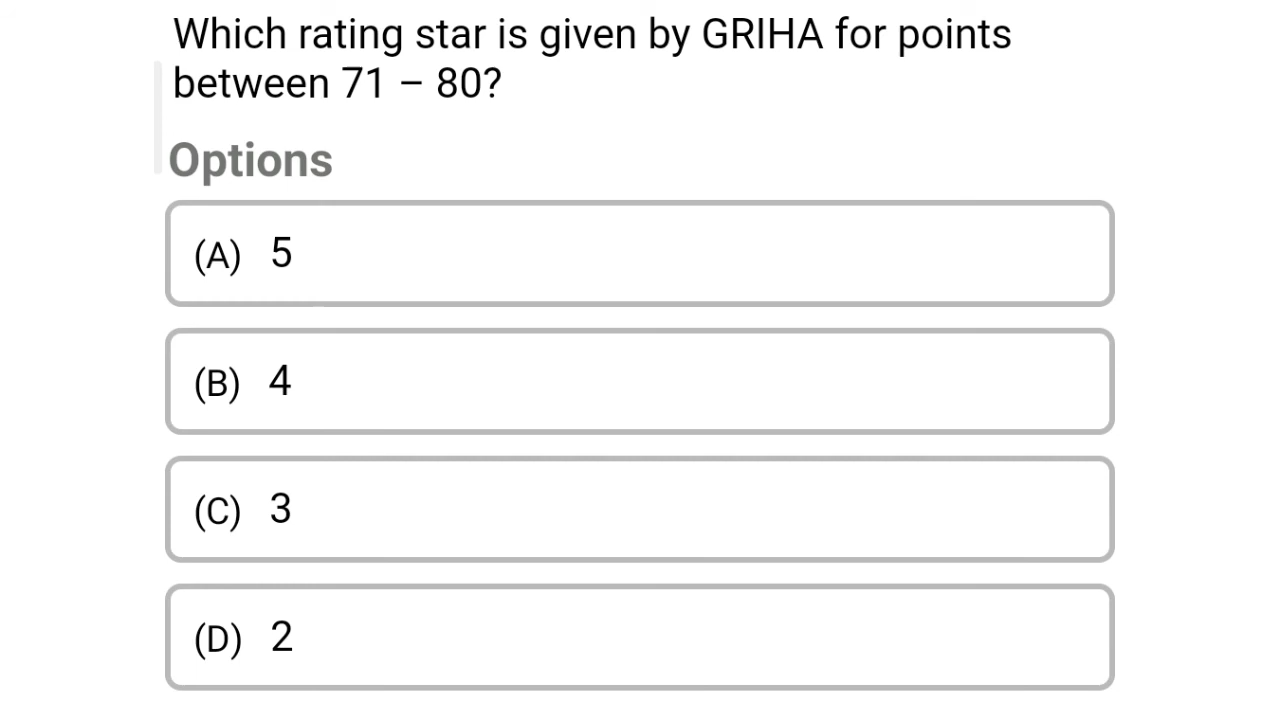 Which rating star is given by GRIHA for points
between 71 – 80?
Options
(A) 5
(B) 4
(C) 3
(D) 2